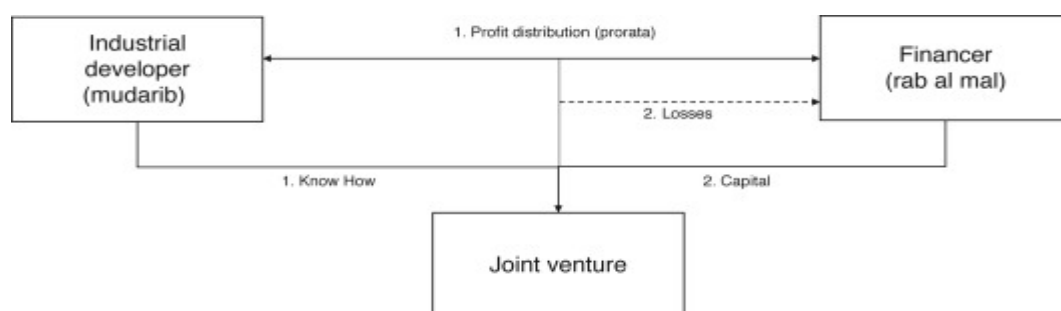 1. Profit distribution (prorata)
Industrial
developer
(mudarib)
Financer
(rab al mal)
2. Losses
1. Know How
2. Capital
Joint venture